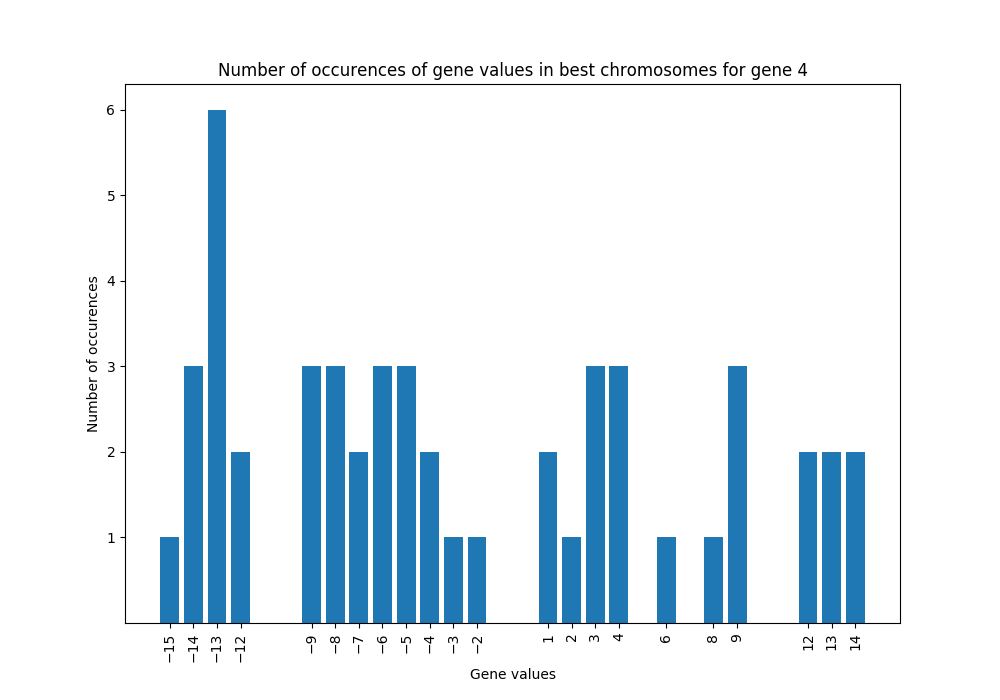 Number of occurences of gene values in best chromosomes for gene 4
6
5
4
3
2
1
Number of occurences
−15 −14 −13 −12 −9 −8 −7 −6 −5 −4 −3 −2 1 2 3 4 6 8 9 12 13 14
Gene values